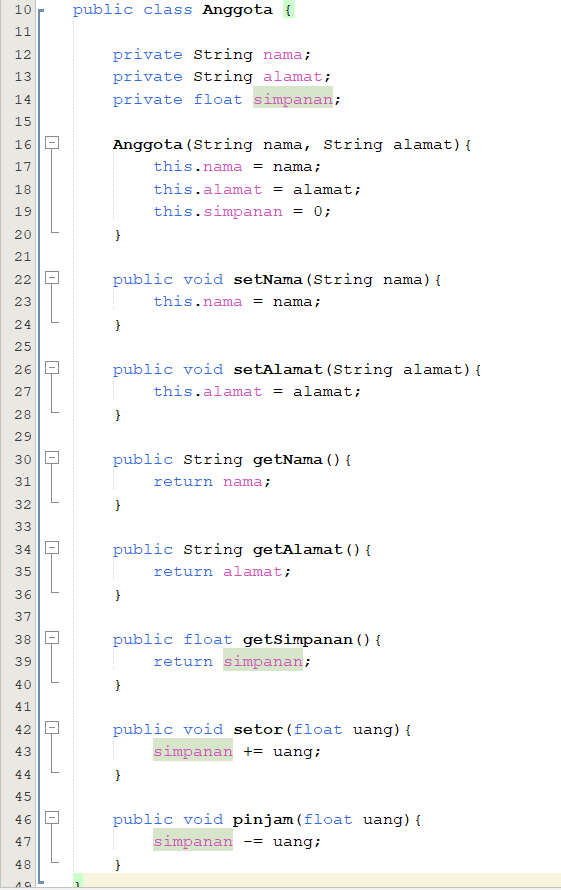 10 public class Anggota {
11
12 private String nama;
13 private String alamat;
14 private float simpanan;
15
16 Anggota(String nama, String alamat){
17 this.nama = nama;
18 this.alamat = alamat;
19 this.simpanan = 0;
20 }
21
22 public void setNama(String nama){
23 this.nama = nama;
24 }
25
26 public void setAlamat(String alamat){
27 this.alamat = alamat;
28 }
29
30 public String getNama(){
31 return nama;
32 }
33
34 public String getAlamat(){
35 return alamat;
36 }
37
38 public float getSimpanan(){
39 return simpanan;
40 }
41
42 public void setor(float uang){
43 simpanan += uang;
44 }
45
46 public void pinjam(float uang){
47 simpanan -= uang;
48 }
49 }